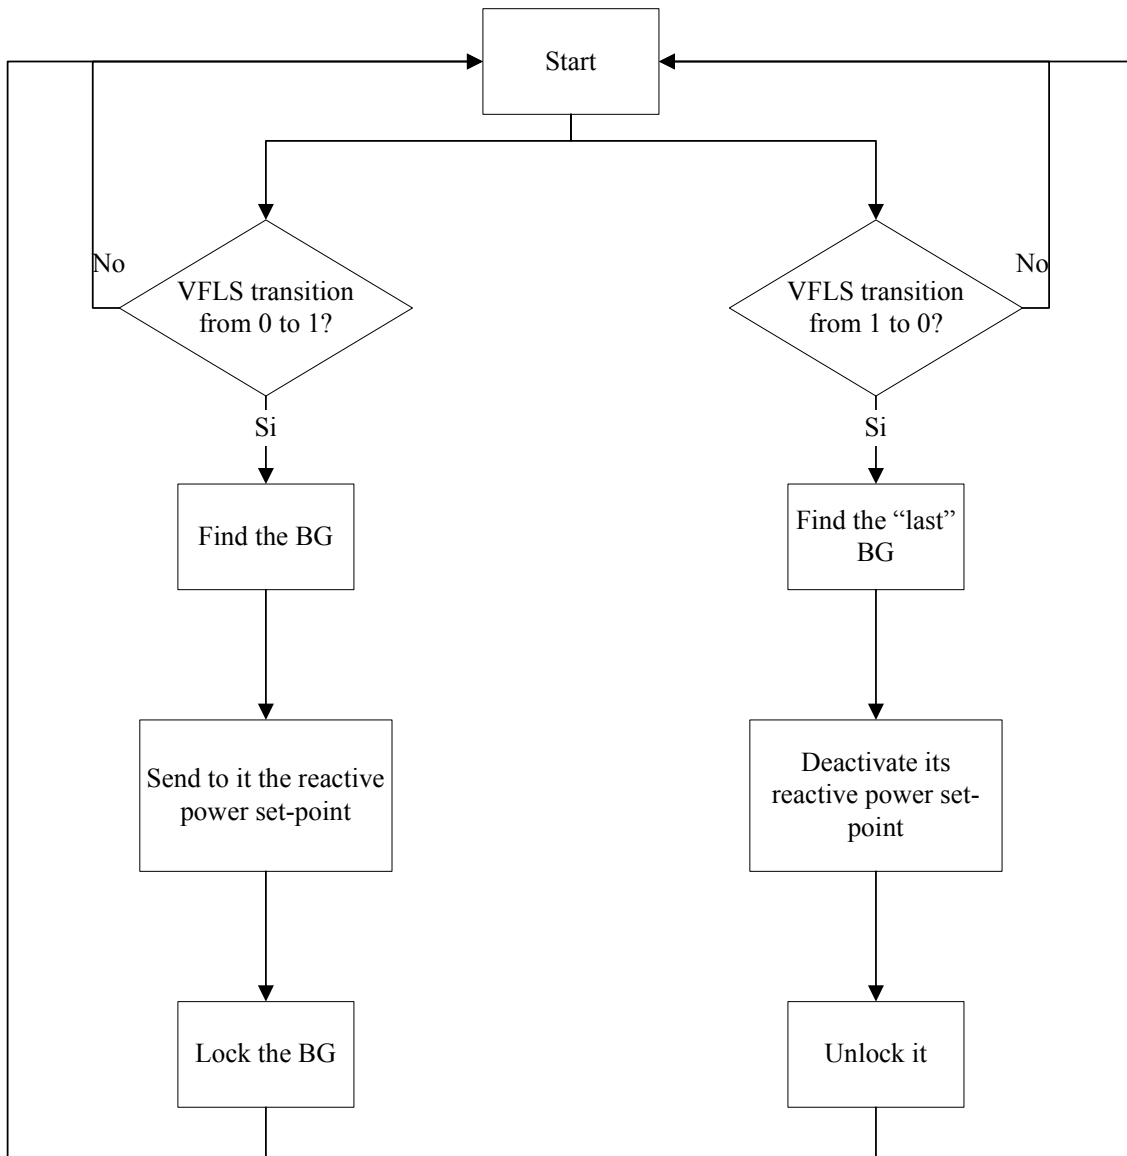 Start
No
VFLS transition
from 0 to 1?
Si
Find the BG
Send to it the reactive
power set-point
Lock the BG
No
VFLS transition
from 1 to 0?
Si
Find the “last”
BG
Deactivate its
reactive power set-
point
Unlock it